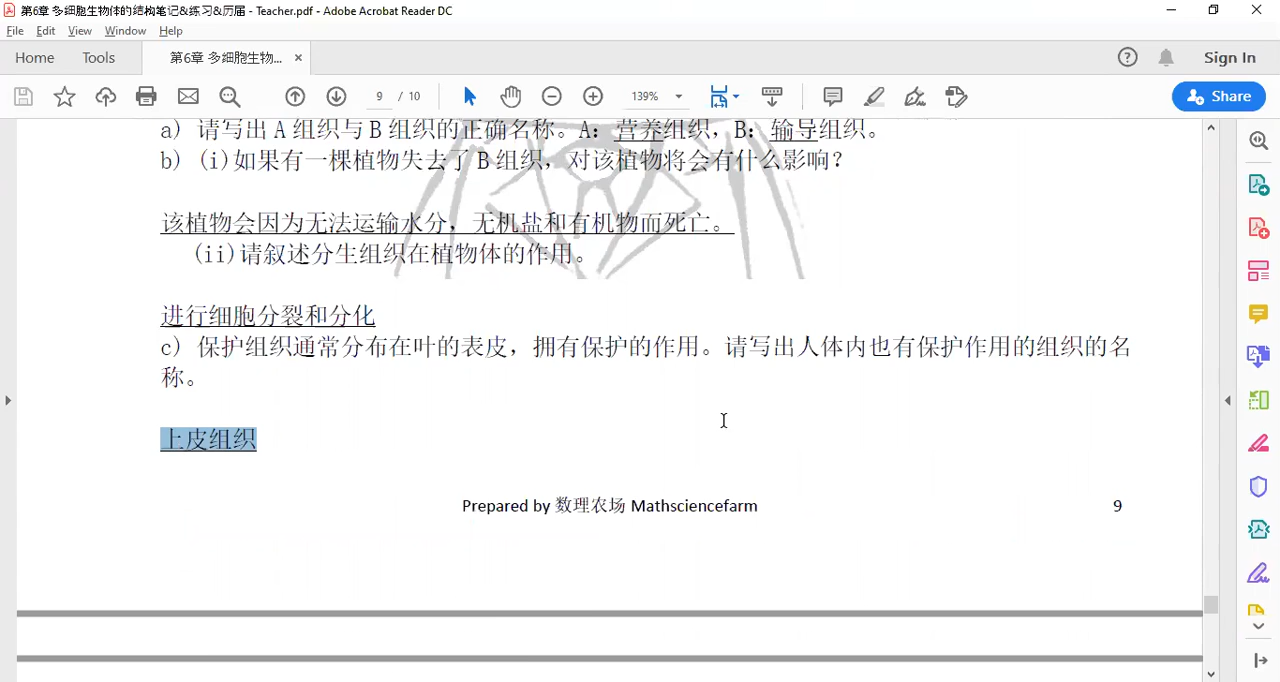 第6章 多细胞生物体的结构笔记&练习&历届 - Teacher.pdf - Adobe Acrobat Reader DC
File Edit View Window Help
Home Tools 第6章 多细胞生物... × Sign In
9 / 10 139% Share
a) 请写出 A 组织与 B 组织的正确名称。A：营养组织，B：输导组织。
b) (i)如果有一棵植物失去了 B 组织，对该植物将会有什么影响？
该植物会因为无法运输水分，无机盐和有机物而死亡。
(ii)请叙述分生组织在植物体的作用。
进行细胞分裂和分化
c) 保护组织通常分布在叶的表皮，拥有保护的作用。请写出人体内也有保护作用的组织的名
称。
上皮组织
Prepared by 数理农场 Mathsciencefarm 9